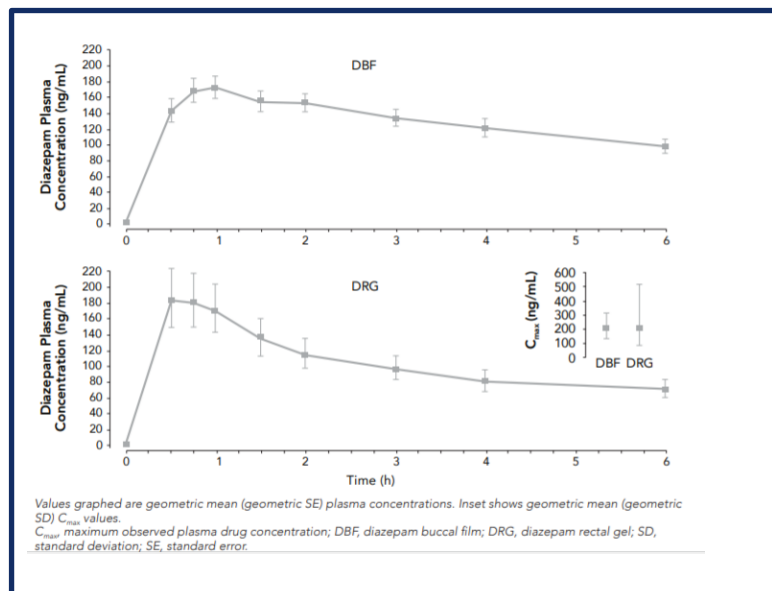 220
200
180
160
140
120
100
80
60
40
20
0
Diazepam Plasma
Concentration (ng/mL)
DBF
0 1 2 3 4 5 6
220
200
180
160
140
120
100
80
60
40
20
0
Diazepam Plasma
Concentration (ng/mL)
DRG
600
500
400
300
200
100
0
Cmax (ng/mL)
DBF DRG
0 1 2 3 4 5 6
Time (h)
Values graphed are geometric mean (geometric SE) plasma concentrations. Inset shows geometric mean (geometric
SD) Cmax values.
Cmax, maximum observed plasma drug concentration; DBF, diazepam buccal film; DRG, diazepam rectal gel; SD,
standard deviation; SE, standard error.